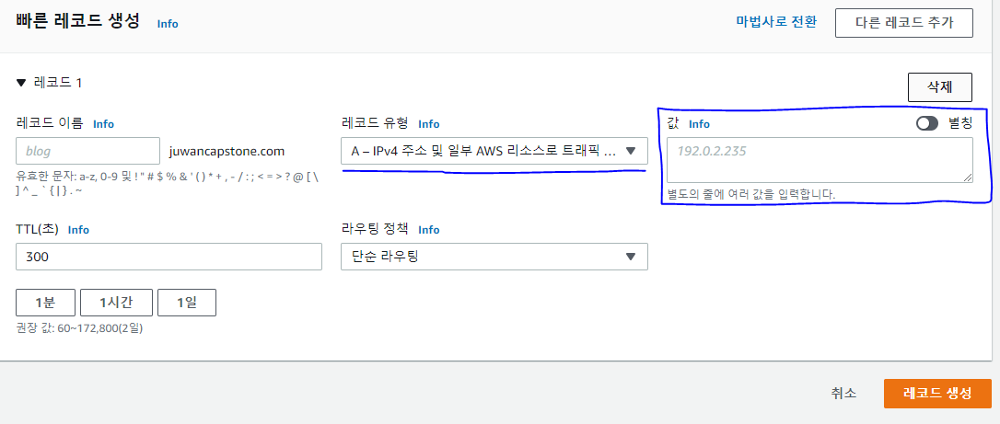 빠른 레코드 생성 Info 마법사로 전환 다른 레코드 추가
▼ 레코드 1 삭제
레코드 이름 Info 레코드 유형 Info 값 Info 별칭
blog juwancapstone.com A – IPv4 주소 및 일부 AWS 리소스로 트래픽 ... 192.0.2.235
유효한 문자: a-z, 0-9 및 ! " # $ % & ' ( ) * + , - / : ; < = > ? @ [ \
] ^ _ ` { | } . ~
별도의 줄에 여러 값을 입력합니다.
TTL(초) Info 라우팅 정책 Info
300 단순 라우팅
1분 1시간 1일
권장 값: 60~172,800(2일)
취소 레코드 생성